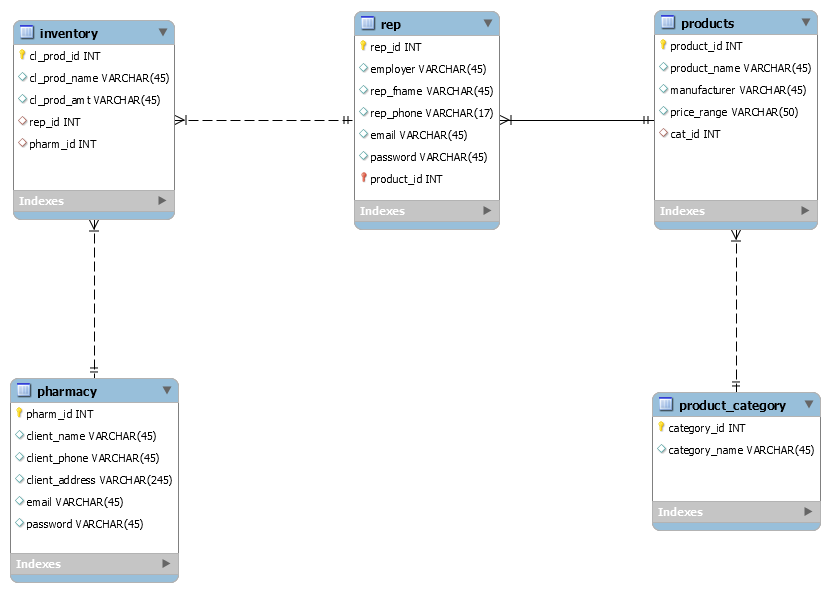 inventory
cl_prod_id INT
cl_prod_name VARCHAR(45)
cl_prod_amt VARCHAR(45)
rep_id INT
pharm_id INT
Indexes
rep
rep_id INT
employer VARCHAR(45)
rep_fname VARCHAR(45)
rep_phone VARCHAR(17)
email VARCHAR(45)
password VARCHAR(45)
product_id INT
Indexes
products
product_id INT
product_name VARCHAR(45)
manufacturer VARCHAR(45)
price_range VARCHAR(50)
cat_id INT
Indexes
pharmacy
pharm_id INT
client_name VARCHAR(45)
client_phone VARCHAR(45)
client_address VARCHAR(245)
email VARCHAR(45)
password VARCHAR(45)
Indexes
product_category
category_id INT
category_name VARCHAR(45)
Indexes